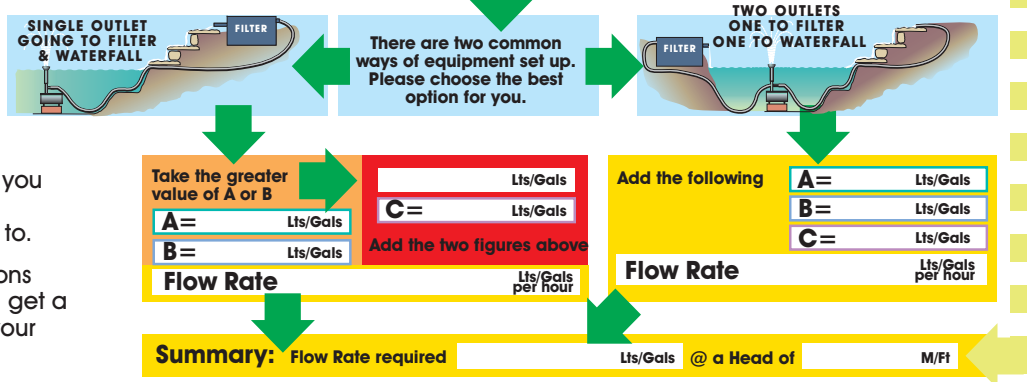 SINGLE OUTLET
GOING TO FILTER
& WATERFALL
FILTER
There are two common
ways of equipment set up.
Please choose the best
option for you.
TWO OUTLETS
ONE TO FILTER
ONE TO WATERFALL
FILTER
you
to.
ons
get a
our
Take the greater
value of A or B
A= Lts/Gals
B= Lts/Gals
Lts/Gals
C= Lts/Gals
Add the two figures above
Flow Rate Lts/Gals
per hour
Add the following
A= Lts/Gals
B= Lts/Gals
C= Lts/Gals
Flow Rate Lts/Gals
per hour
Summary: Flow Rate required Lts/Gals @ a Head of M/Ft